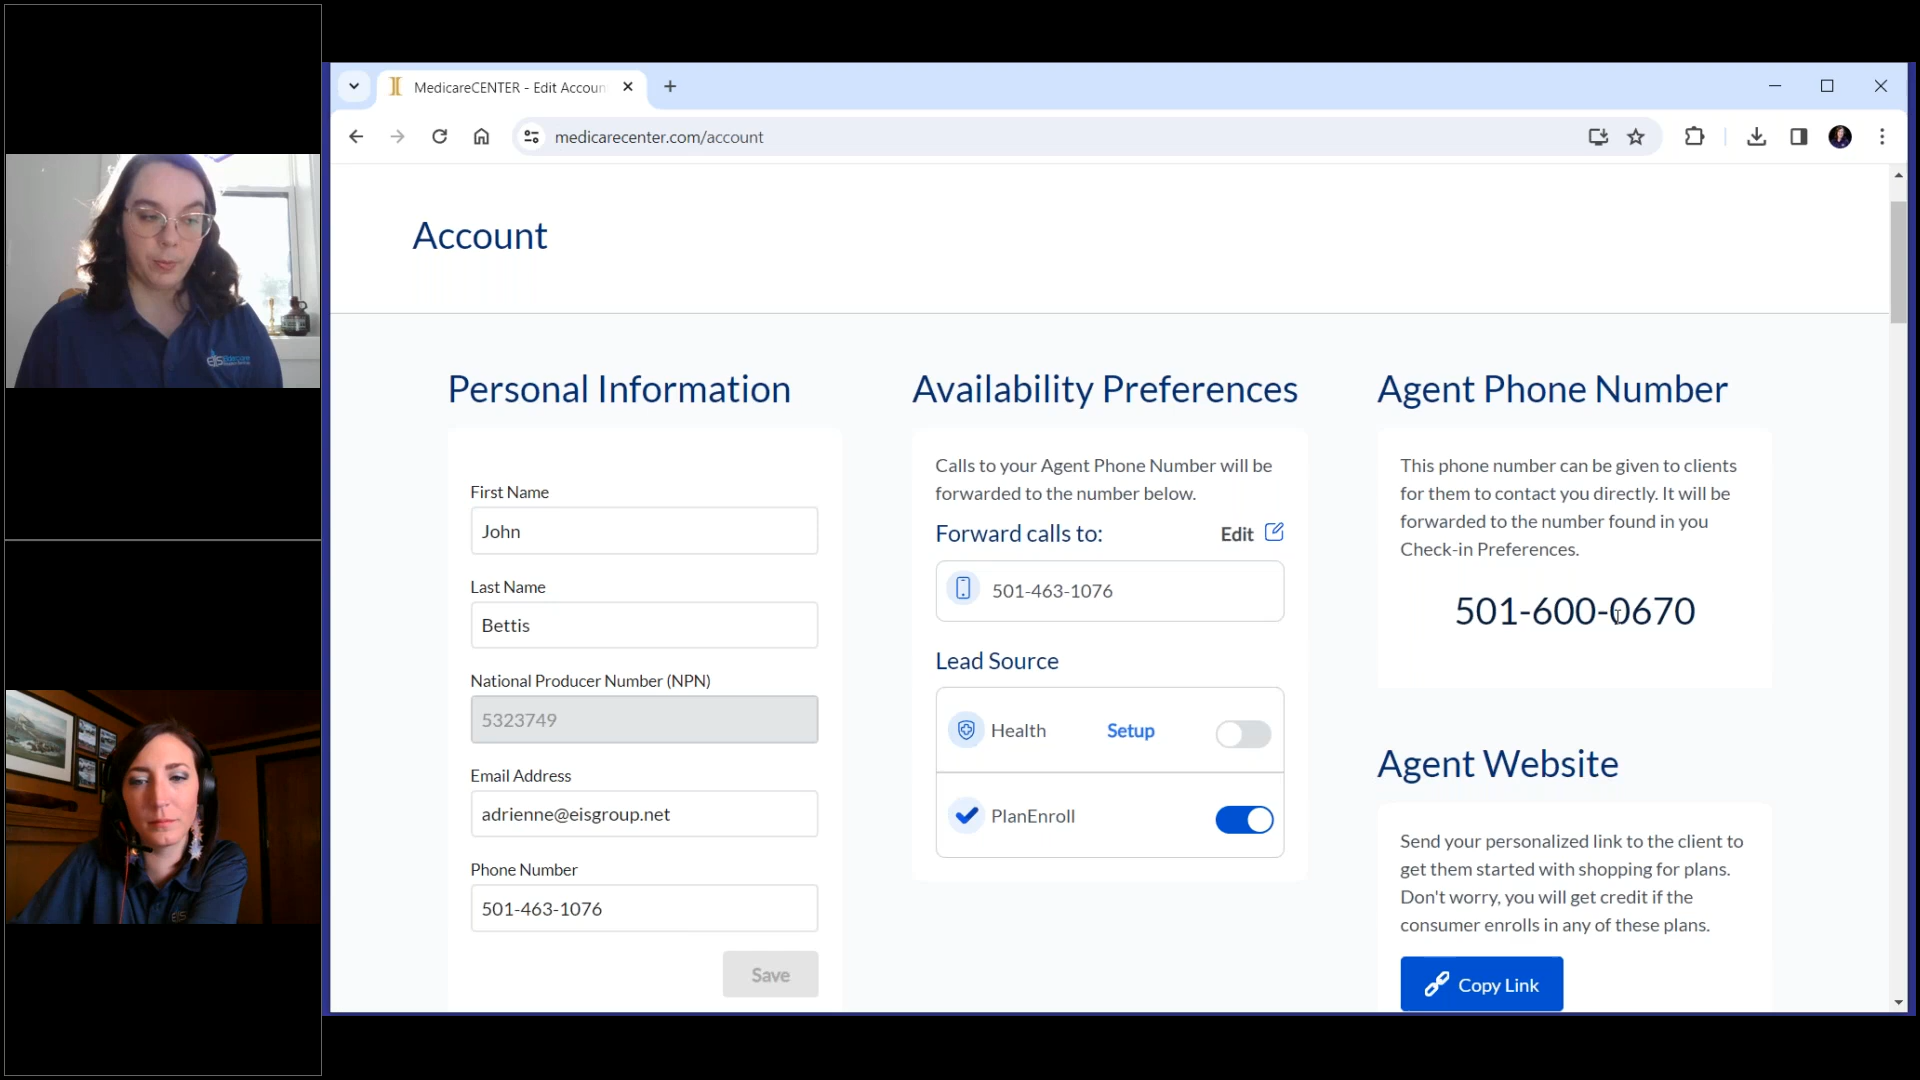 MedicareCENTER - Edit Accoun
medicarecenter.com/account
Account
Personal Information
First Name
John
Last Name
Bettis
National Producer Number (NPN)
5323749
Email Address
adrienne@eisgroup.net
Phone Number
501-463-1076
Save
Availability Preferences
Calls to your Agent Phone Number will be
forwarded to the number below.
Forward calls to:
Edit
501-463-1076
Lead Source
Health
Setup
PlanEnroll
Agent Phone Number
This phone number can be given to clients
for them to contact you directly. It will be
forwarded to the number found in you
Check-in Preferences.
501-600-0670
Agent Website
Send your personalized link to the client to
get them started with shopping for plans.
Don't worry, you will get credit if the
consumer enrolls in any of these plans.
Copy Link
EIS
EIS